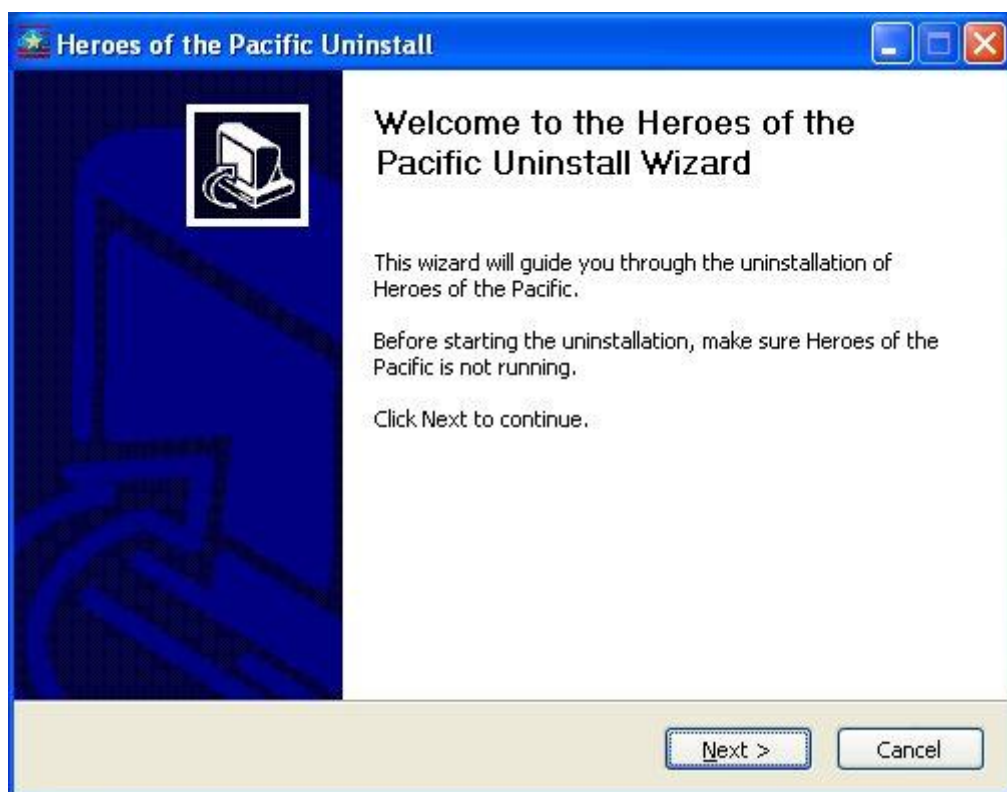 Heroes of the Pacific Uninstall
Welcome to the Heroes of the
Pacific Uninstall Wizard
This wizard will guide you through the uninstallation of
Heroes of the Pacific.
Before starting the uninstallation, make sure Heroes of the
Pacific is not running.
Click Next to continue.
Next > Cancel